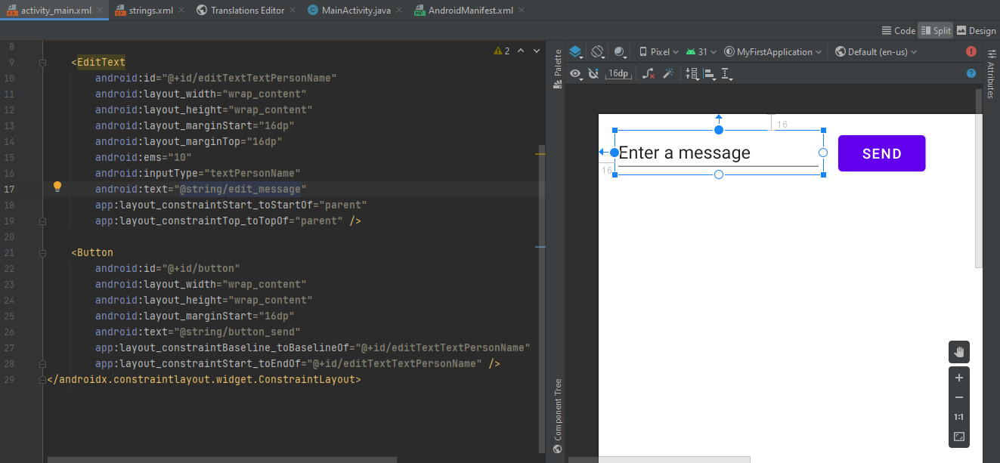 activity_main.xml strings.xml Translations Editor MainActivity.java AndroidManifest.xml
Code Split Design
8
9 <EditText
10 android:id="@+id/editTextTextPersonName"
11 android:layout_width="wrap_content"
12 android:layout_height="wrap_content"
13 android:layout_marginStart="16dp"
14 android:layout_marginTop="16dp"
15 android:ems="10"
16 android:inputType="textPersonName"
17 android:text="@string/edit_message"
18 app:layout_constraintStart_toStartOf="parent"
19 app:layout_constraintTop_toTopOf="parent" />
20
21 <Button
22 android:id="@+id/button"
23 android:layout_width="wrap_content"
24 android:layout_height="wrap_content"
25 android:layout_marginStart="16dp"
26 android:text="@string/button_send"
27 app:layout_constraintBaseline_toBaselineOf="@+id/editTextTextPersonName"
28 app:layout_constraintStart_toEndOf="@+id/editTextTextPersonName" />
29 </androidx.constraintlayout.widget.ConstraintLayout>
2
Palette
Component Tree
Pixel 31 MyFirstApplication Default (en-us)
16dp
16
Enter a message SEND
16
1:1
Attributes